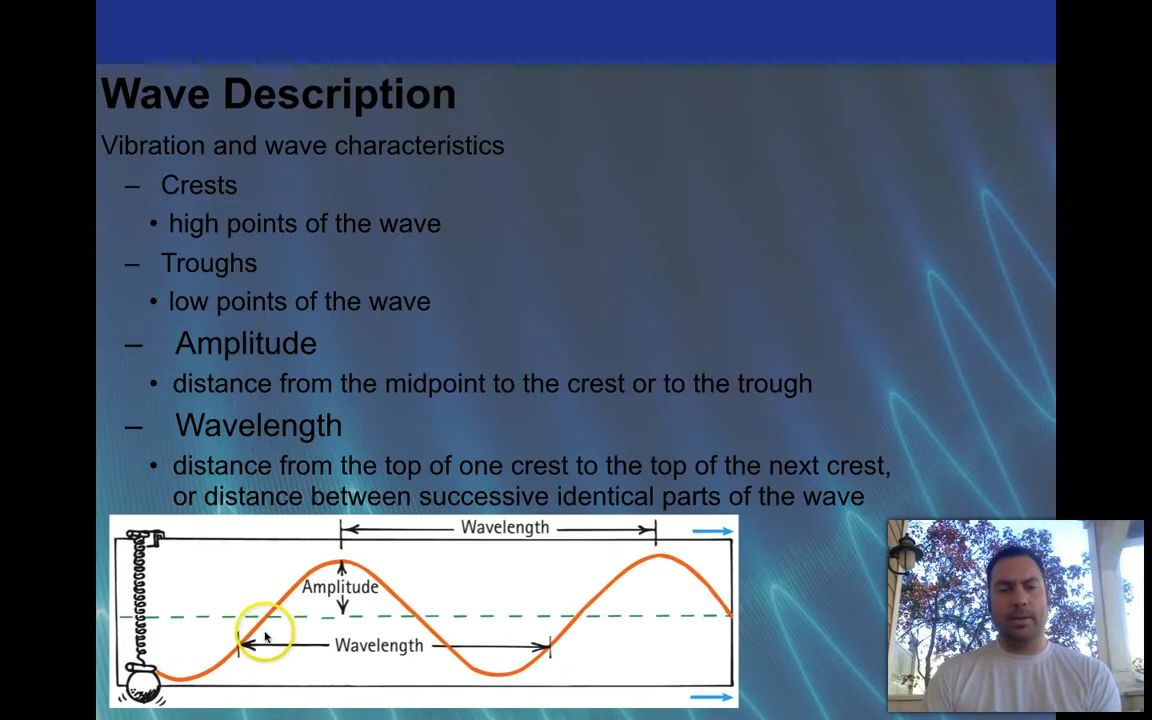 Wave Description
Vibration and wave characteristics
– Crests
• high points of the wave
– Troughs
• low points of the wave
– Amplitude
• distance from the midpoint to the crest or to the trough
– Wavelength
• distance from the top of one crest to the top of the next crest,
or distance between successive identical parts of the wave
Wavelength
Amplitude
Wavelength